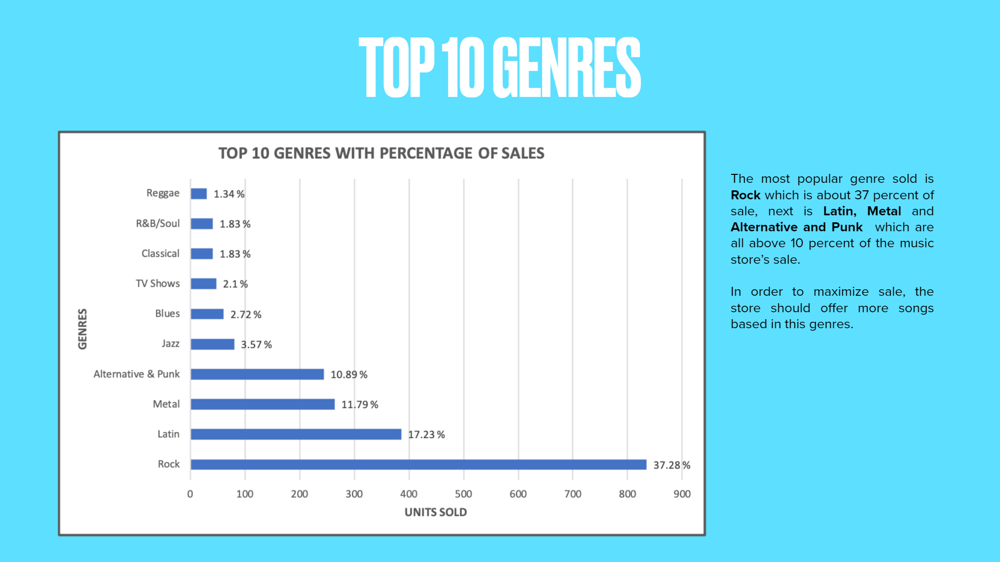 TOP 10 GENRES
TOP 10 GENRES WITH PERCENTAGE OF SALES
GENRES
Reggae 1.34 %
R&B/Soul 1.83 %
Classical 1.83 %
TV Shows 2.1 %
Blues 2.72 %
Jazz 3.57 %
Alternative & Punk 10.89 %
Metal 11.79 %
Latin 17.23 %
Rock 37.28 %
0 100 200 300 400 500 600 700 800 900
UNITS SOLD
The most popular genre sold is
Rock which is about 37 percent of
sale, next is Latin, Metal and
Alternative and Punk which are
all above 10 percent of the music
store's sale.
In order to maximize sale, the
store should offer more songs
based in this genres.